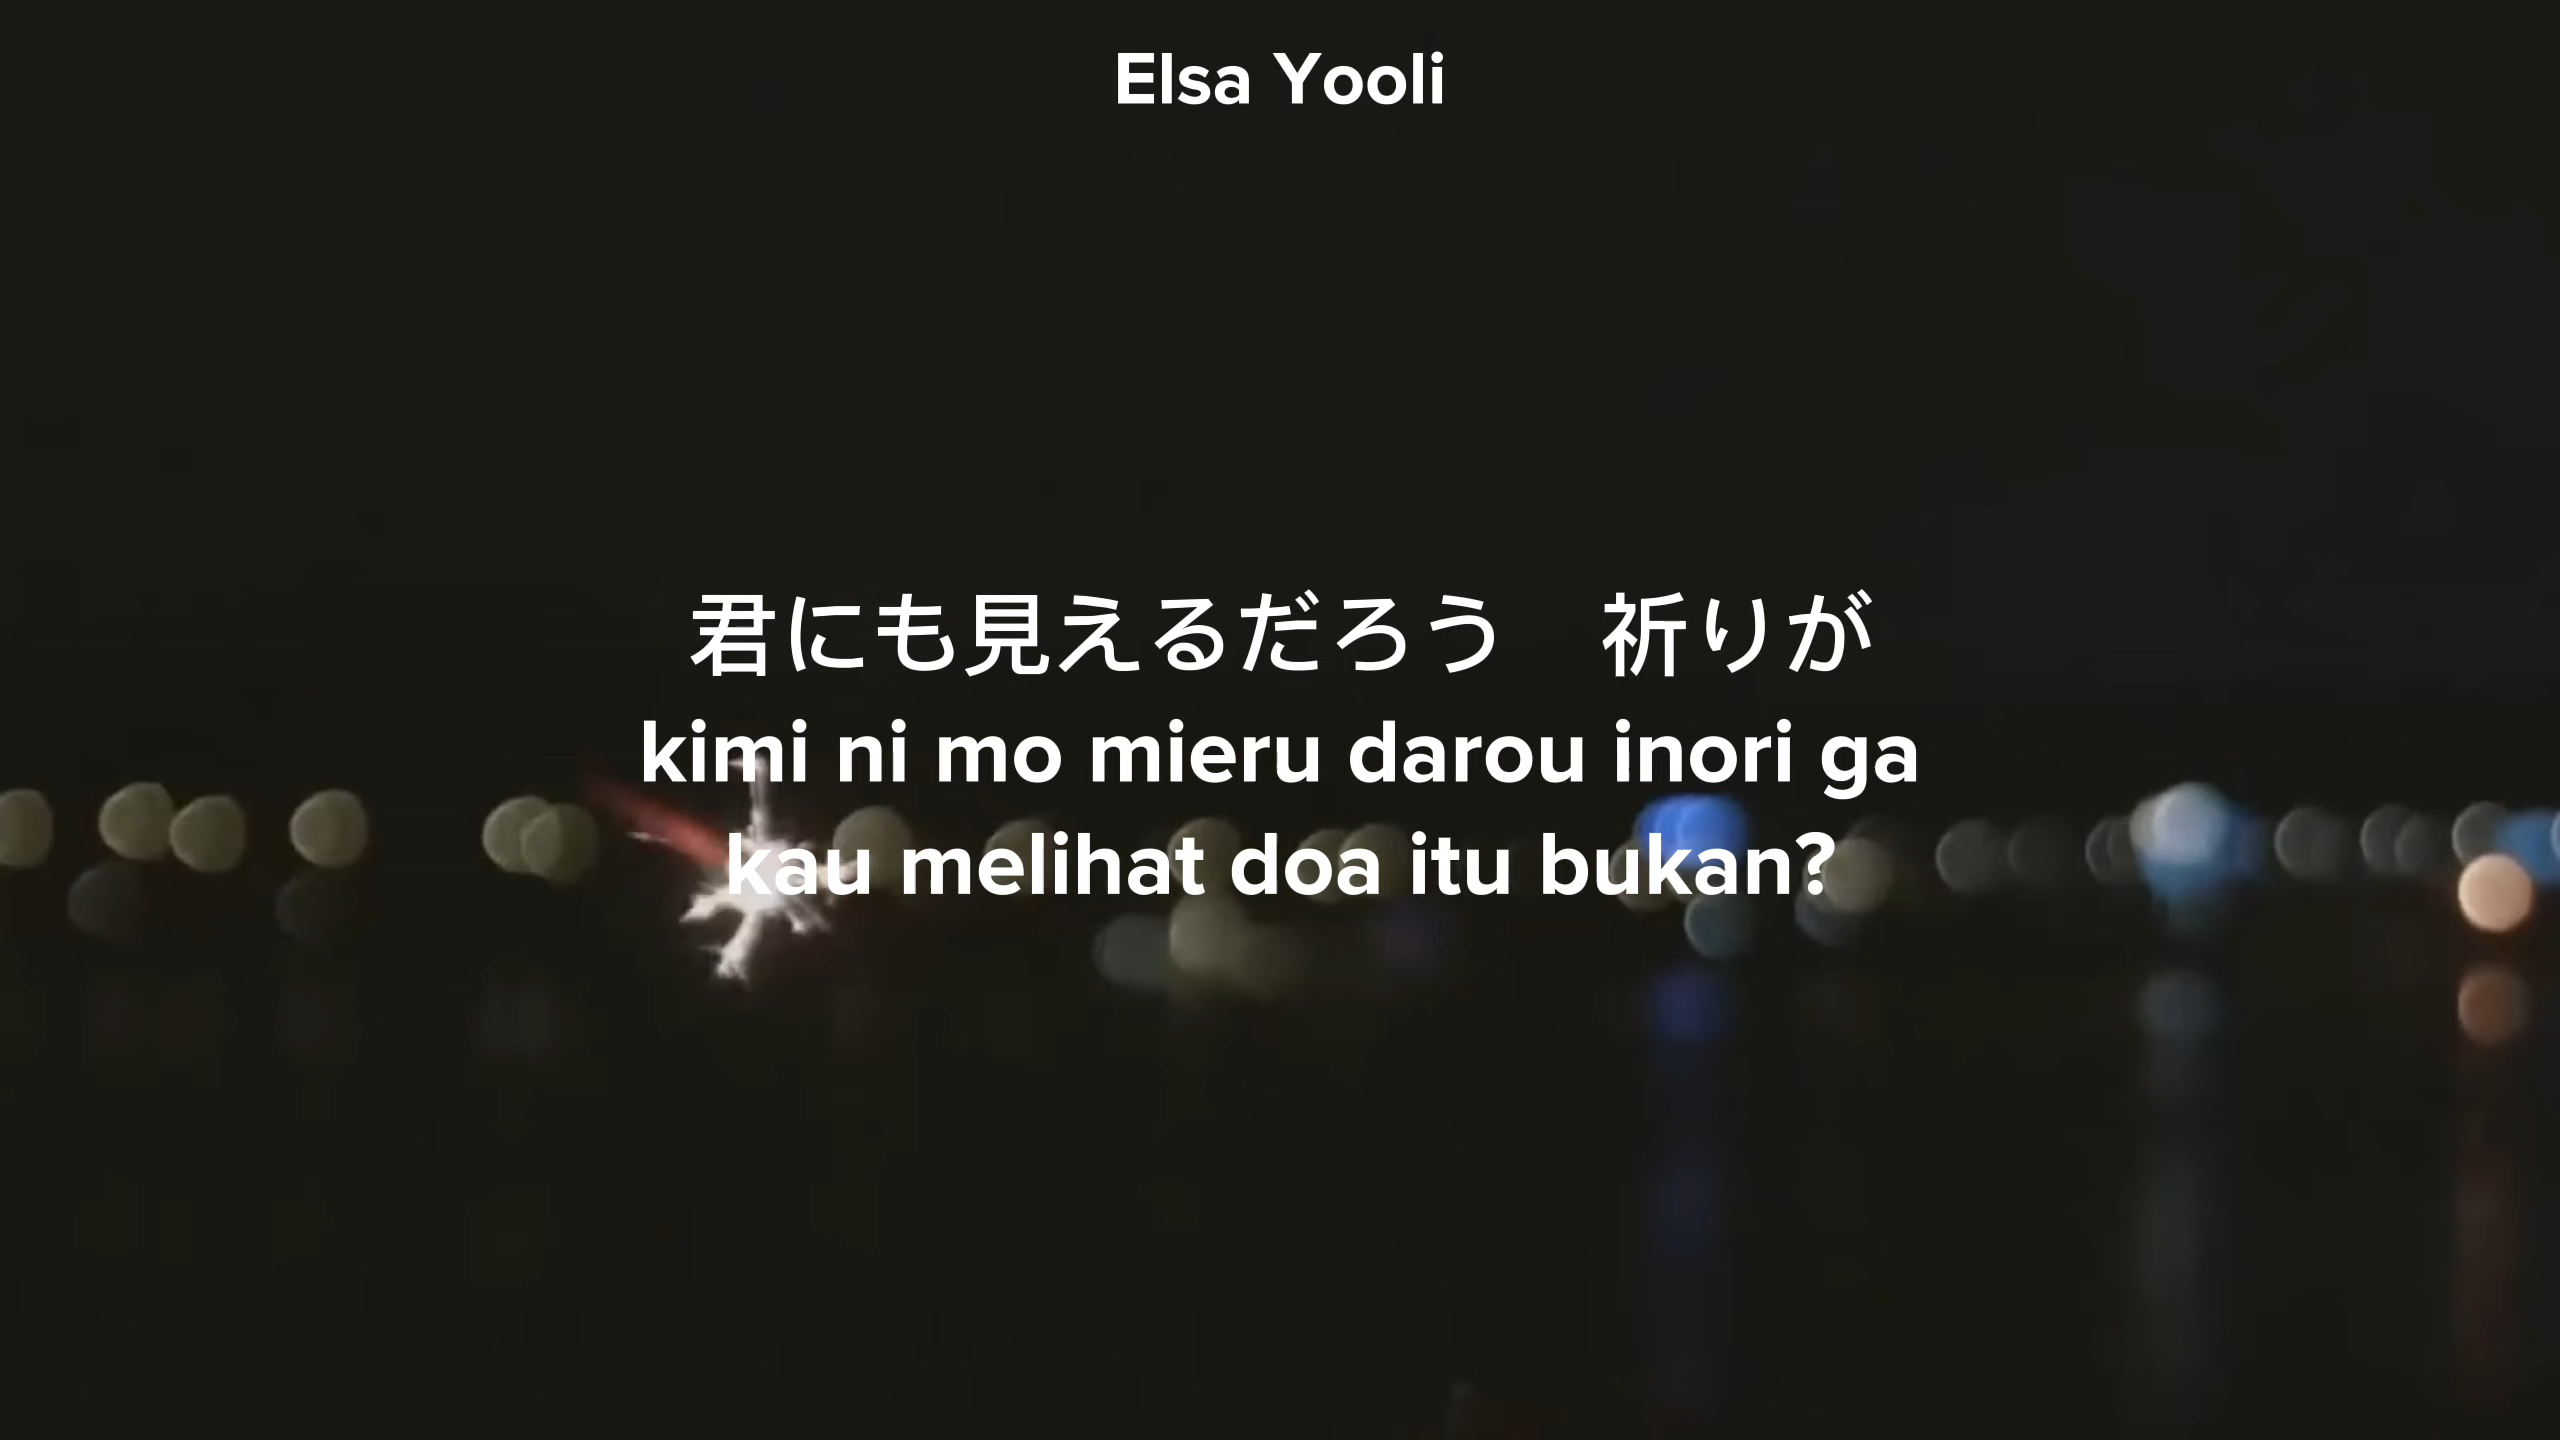 Elsa Yooli
君にも見えるだろう　祈りが
kimi ni mo mieru darou inori ga
kau melihat doa itu bukan?